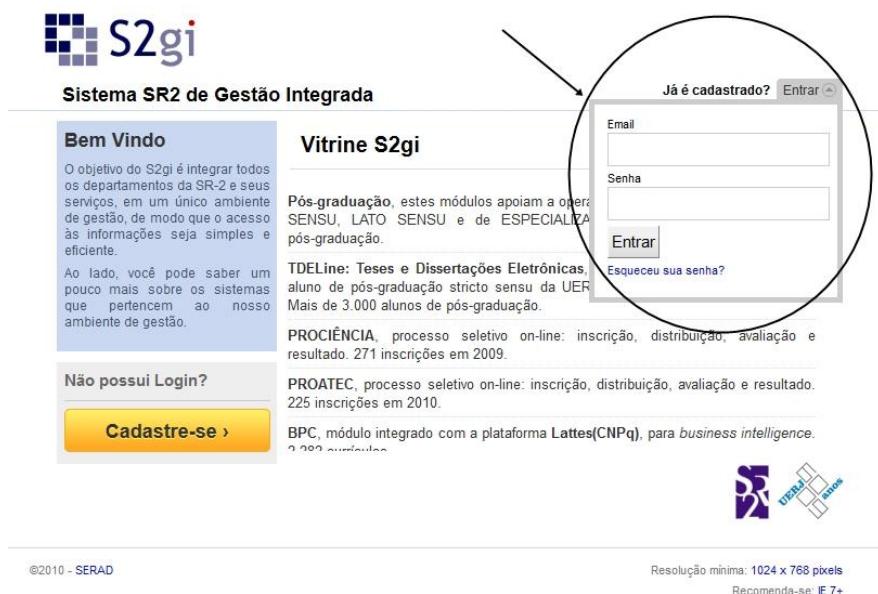 S2gi
Sistema SR2 de Gestão Integrada
Já é cadastrado? Entrar
Email
Senha
Entrar
Esqueceu sua senha?
Bem Vindo
O objetivo do S2gi é integrar todos
os departamentos da SR-2 e seus
serviços, em um único ambiente
de gestão, de modo que o acesso
às informações seja simples e
eficiente.
Ao lado, você pode saber um
pouco mais sobre os sistemas
que pertencem ao nosso
ambiente de gestão.
Não possui Login?
Cadastre-se ›
Vitrine S2gi
Pós-graduação, estes módulos apoiam a
SENSU, LATO SENSU e de
pós-graduação.
TDELine: Teses e Dissertações Eletrônicas,
aluno de pós-graduação stricto sensu da
Mais de 3.000 alunos de pós-graduação.
PROCIÊNCIA, processo seletivo on-line: inscrição, distribuição, avaliação e
resultado. 271 inscrições em 2009.
PROATEC, processo seletivo on-line: inscrição, distribuição, avaliação e resultado.
225 inscrições em 2010.
BPC, módulo integrado com a plataforma Lattes(CNPq), para business intelligence.
SR2
UERJ anos
©2010 - SERAD
Resolução mínima: 1024 x 768 pixels
Recomenda-se: IE 7+